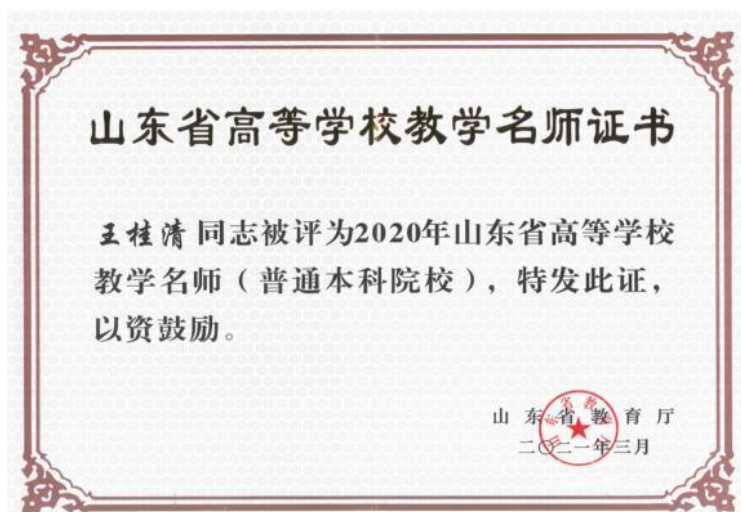 山东省高等学校教学名师证书
王桂清同志被评为2020年山东省高等学校
教学名师（普通本科院校），特发此证，
以资鼓励。
山东省教育厅
二〇二一年三月